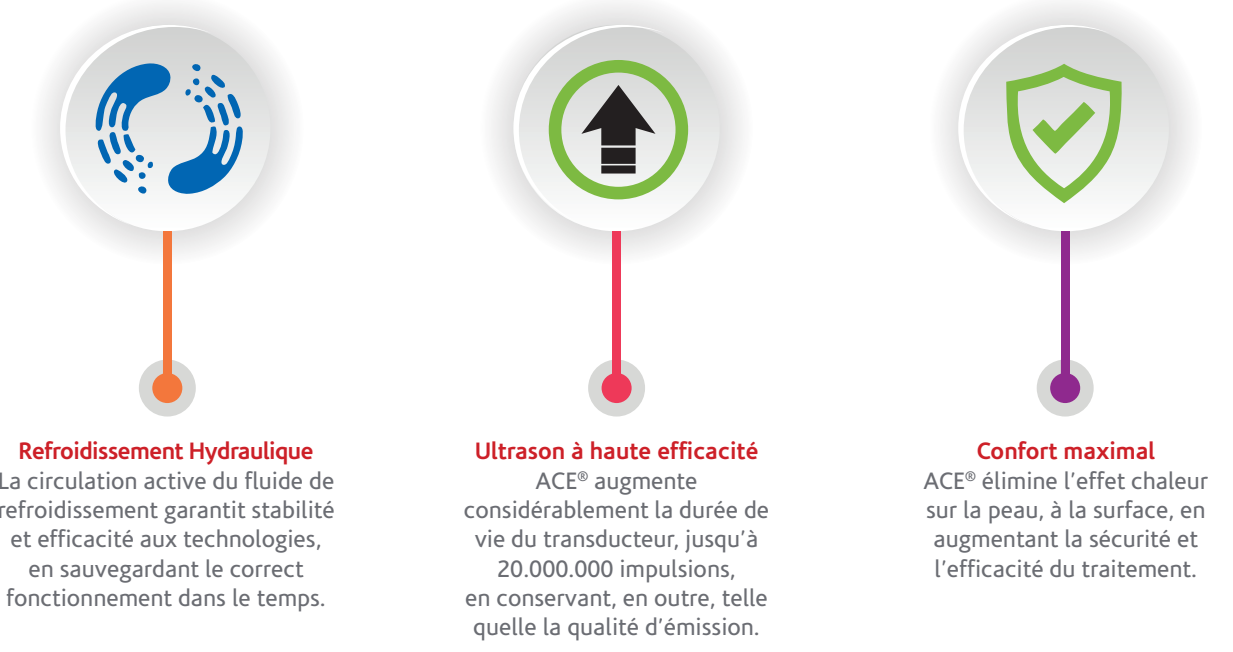 Refroidissement Hydraulique
La circulation active du fluide de
refroidissement garantit stabilité
et efficacité aux technologies,
en sauvegardant le correct
fonctionnement dans le temps.
Ultrason à haute efficacité
ACE® augmente
considérablement la durée de
vie du transducteur, jusqu'à
20.000.000 impulsions,
en conservant, en outre, telle
quelle la qualité d'émission.
Confort maximal
ACE® élimine l'effet chaleur
sur la peau, à la surface, en
augmentant la sécurité et
l'efficacité du traitement.